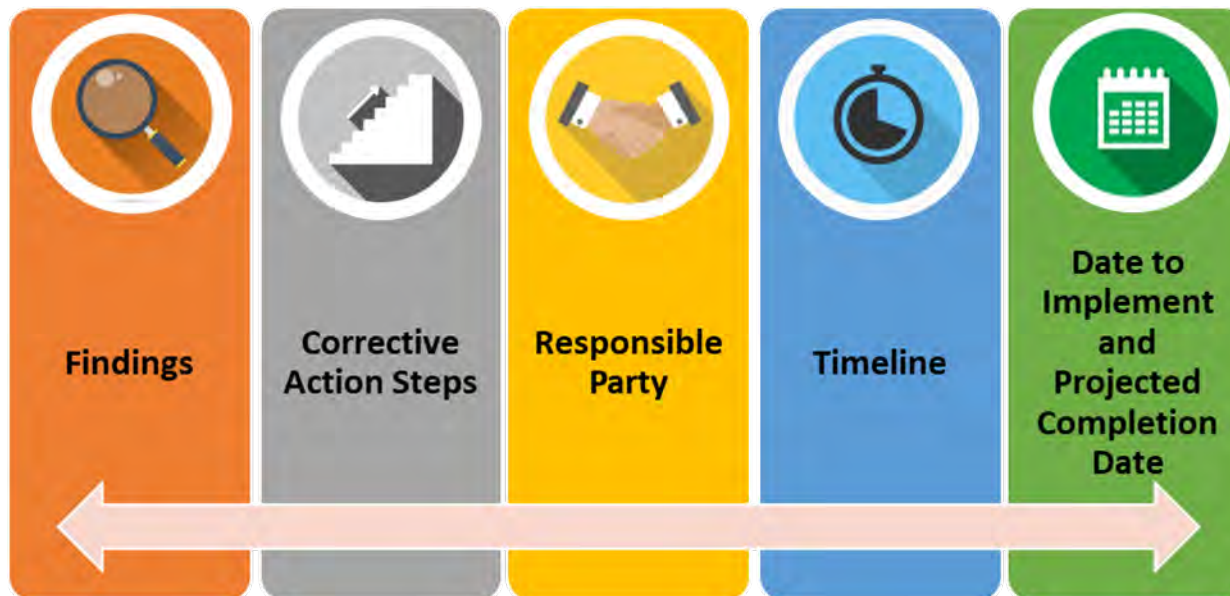 Findings
Corrective
Action Steps
Responsible
Party
Timeline
Date to
Implement
and
Projected
Completion
Date